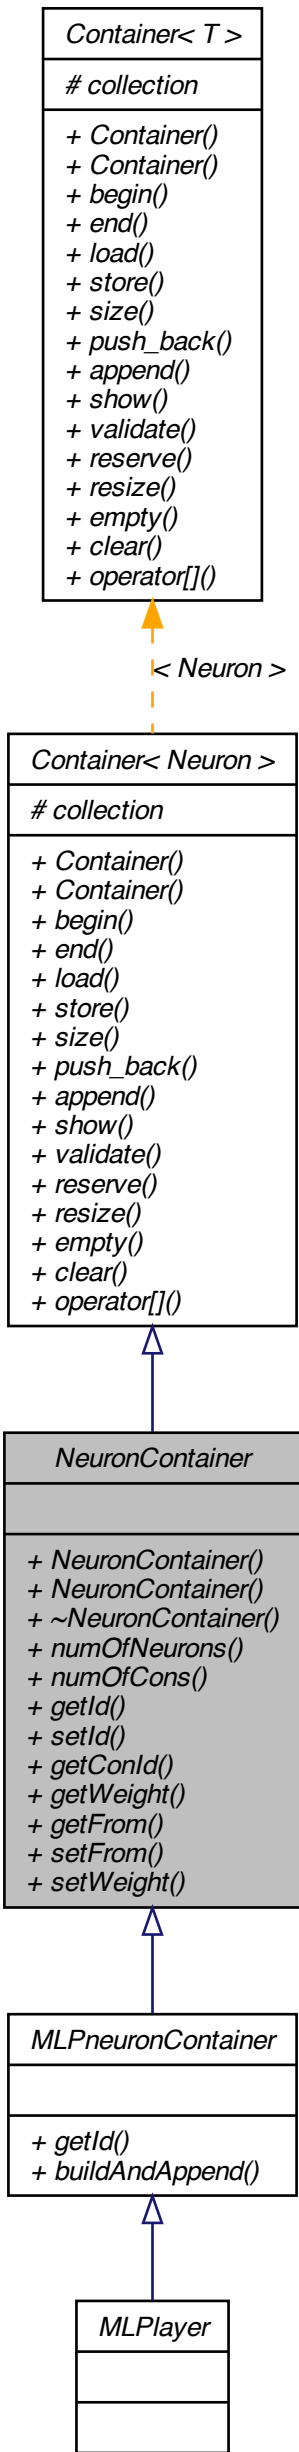 Container< T >
# collection
+ Container()
+ Container()
+ begin()
+ end()
+ load()
+ store()
+ size()
+ push_back()
+ append()
+ show()
+ validate()
+ reserve()
+ resize()
+ empty()
+ clear()
+ operator[]()
< Neuron >
Container< Neuron >
# collection
+ Container()
+ Container()
+ begin()
+ end()
+ load()
+ store()
+ size()
+ push_back()
+ append()
+ show()
+ validate()
+ reserve()
+ resize()
+ empty()
+ clear()
+ operator[]()
NeuronContainer
+ NeuronContainer()
+ NeuronContainer()
+ ~NeuronContainer()
+ numOfNeurons()
+ numOfCons()
+ getId()
+ setId()
+ getConId()
+ getWeight()
+ getFrom()
+ setFrom()
+ setWeight()
MLPneuronContainer
+ getId()
+ buildAndAppend()
MLPlayer